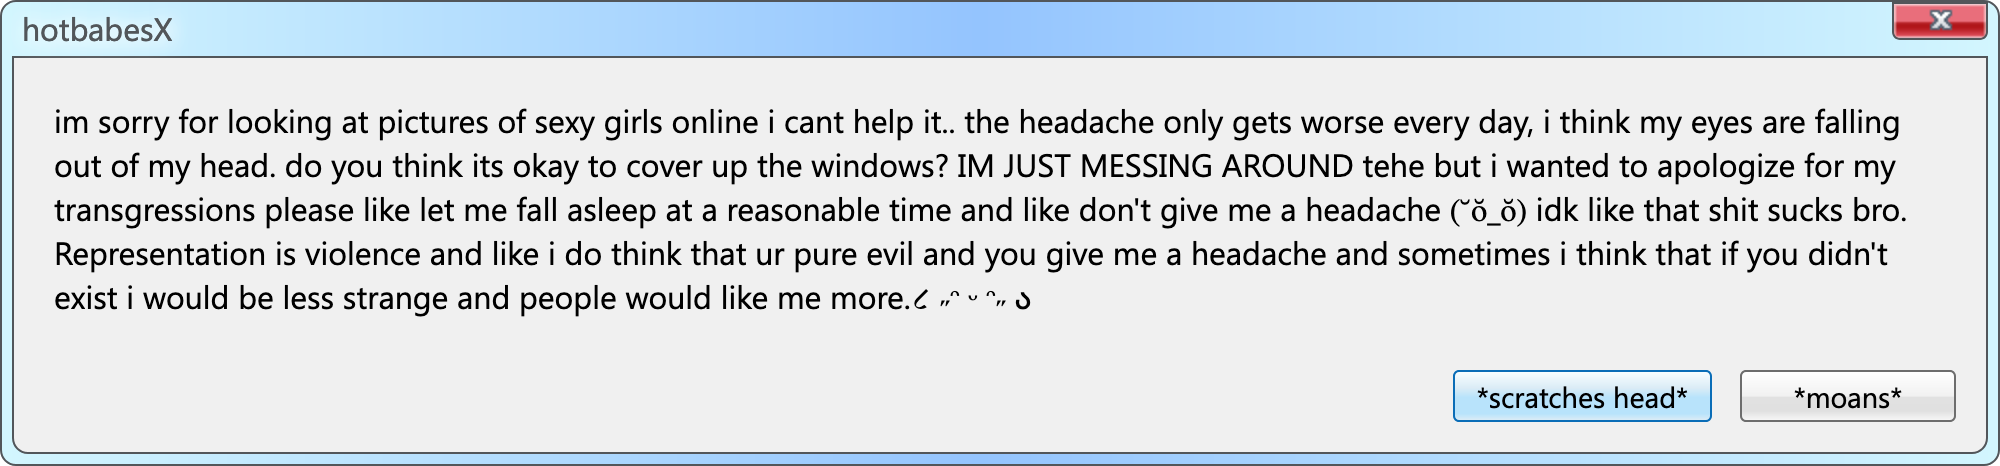 hotbabesX
X
im sorry for looking at pictures of sexy girls online i cant help it.. the headache only gets worse every day, i think my eyes are falling
out of my head. do you think its okay to cover up the windows? IM JUST MESSING AROUND tehe but i wanted to apologize for my
transgressions please like let me fall asleep at a reasonable time and like don't give me a headache (˘ŏ_ŏ) idk like that shit sucks bro.
Representation is violence and like i do think that ur pure evil and you give me a headache and sometimes i think that if you didn't
exist i would be less strange and people would like me more.૮ ˶ᵔ ᵕ ᵔ˶ ა
*scratches head*
*moans*